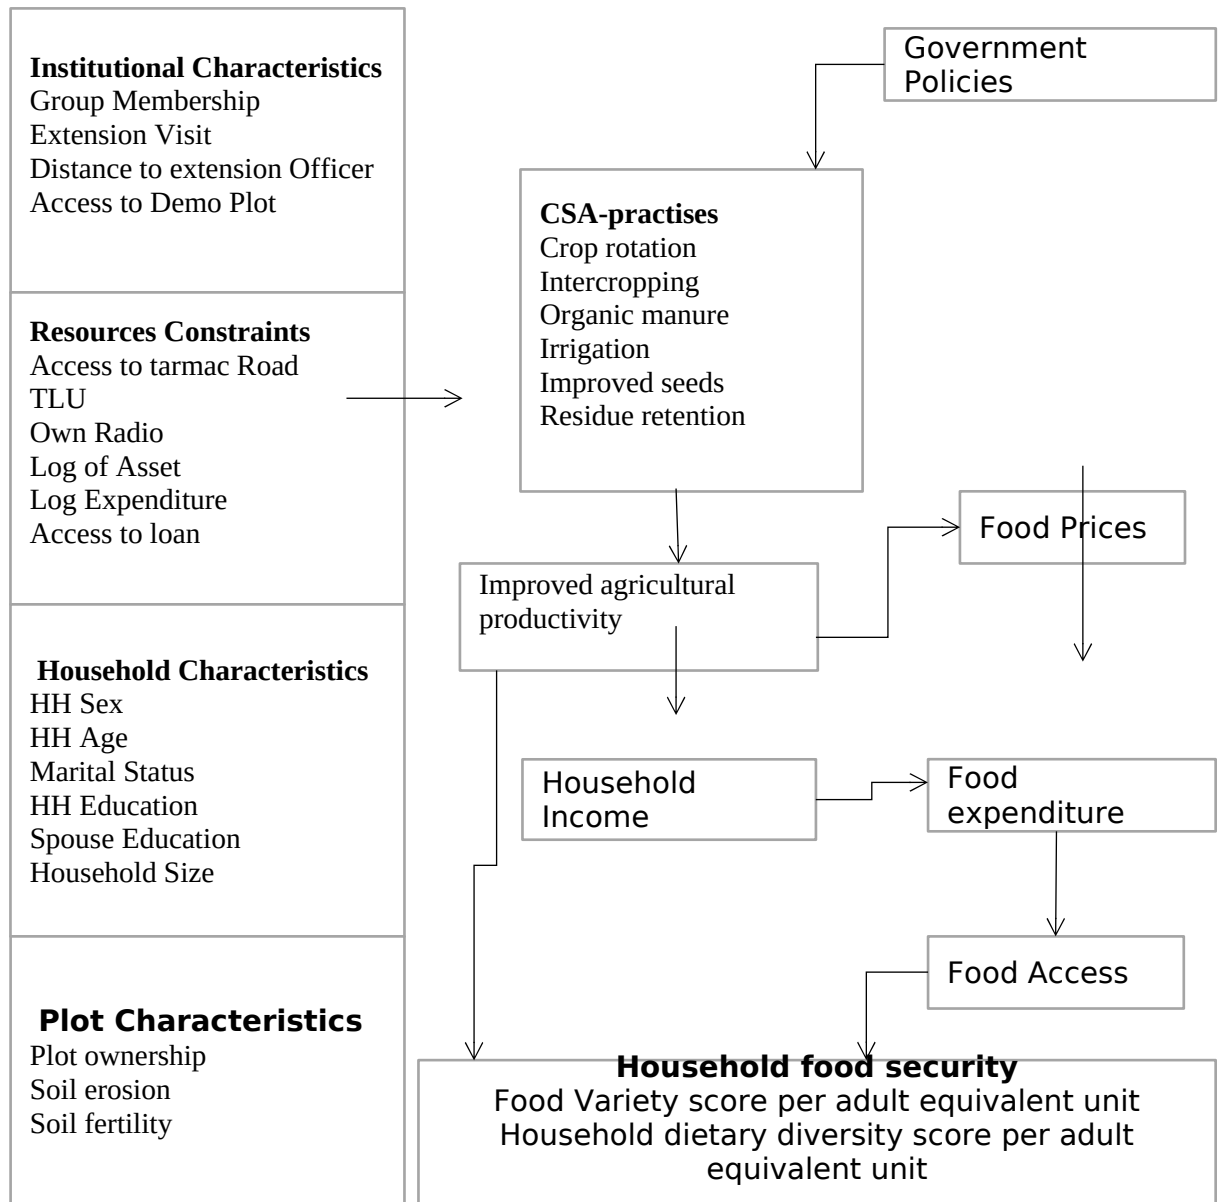 Institutional Characteristics
Group Membership
Extension Visit
Distance to extension Officer
Access to Demo Plot
Resources Constraints
Access to tarmac Road
TLU
Own Radio
Log of Asset
Log Expenditure
Access to loan
Household Characteristics
HH Sex
HH Age
Marital Status
HH Education
Spouse Education
Household Size
Plot Characteristics
Plot ownership
Soil erosion
Soil fertility
Government
Policies
CSA-practises
Crop rotation
Intercropping
Organic manure
Irrigation
Improved seeds
Residue retention
Food Prices
Improved agricultural
productivity
Household
Income
Food
expenditure
Food Access
Household food security
Food Variety score per adult equivalent unit
Household dietary diversity score per adult
equivalent unit